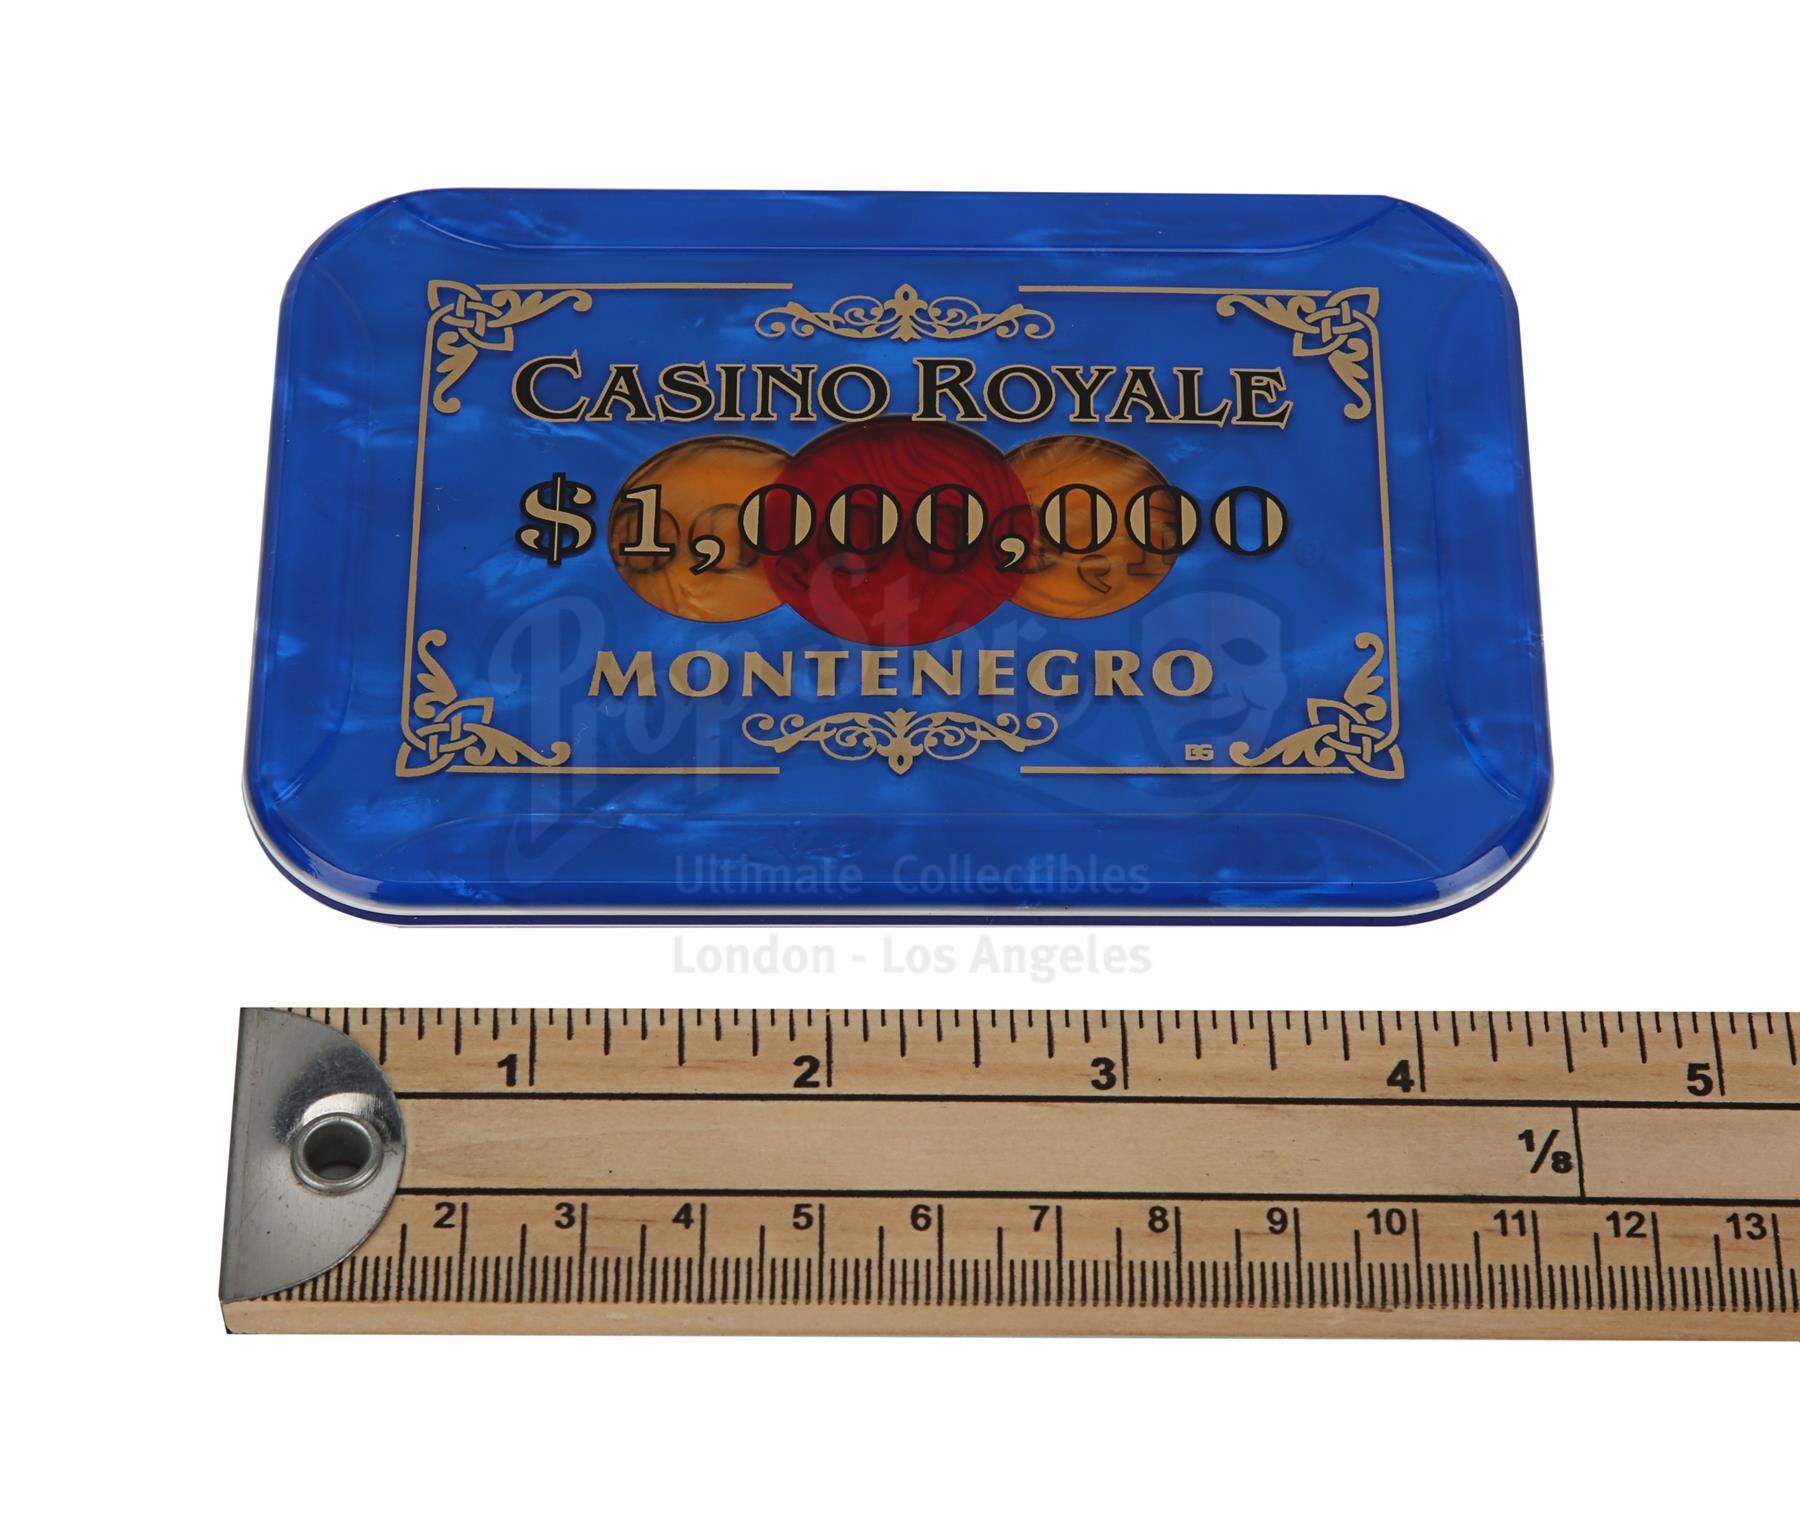 CASINO ROYALE
$1,000,000
MONTENEGRO
BG
Prop Store
®
Ultimate Collectibles
London - Los Angeles
1 2 3 4 5
1/8
2 3 4 5 6 7 8 9 10 11 12 13